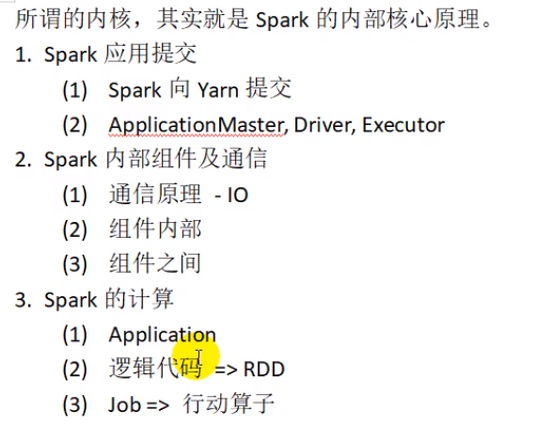 所谓的内核，其实就是 Spark 的内部核心原理。
1. Spark 应用提交
(1) Spark 向 Yarn 提交
(2) ApplicationMaster, Driver, Executor
2. Spark 内部组件及通信
(1) 通信原理 - IO
(2) 组件内部
(3) 组件之间
3. Spark 的计算
(1) Application
(2) 逻辑代码 => RDD
(3) Job => 行动算子